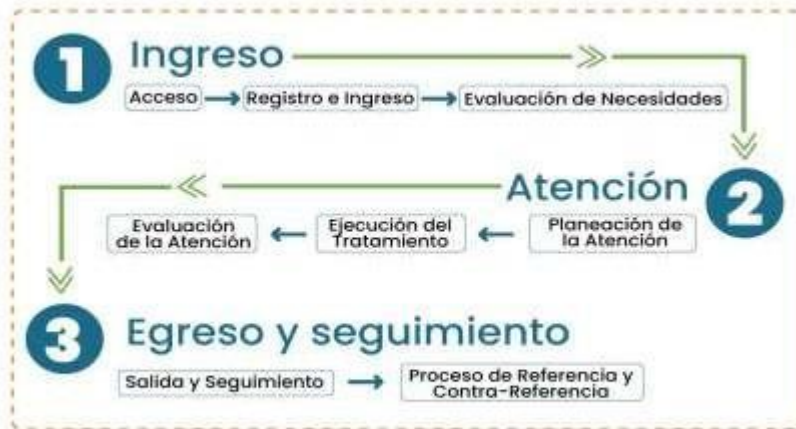 1 Ingreso
Acceso Registro e Ingreso Evaluación de Necesidades
Atención 2
Planeación de
la Atención
Ejecución del
Tratamiento
Evaluación
de la Atención
3 Egreso y seguimiento
Salida y Seguimiento
Proceso de Referencia y
Contra-Referencia